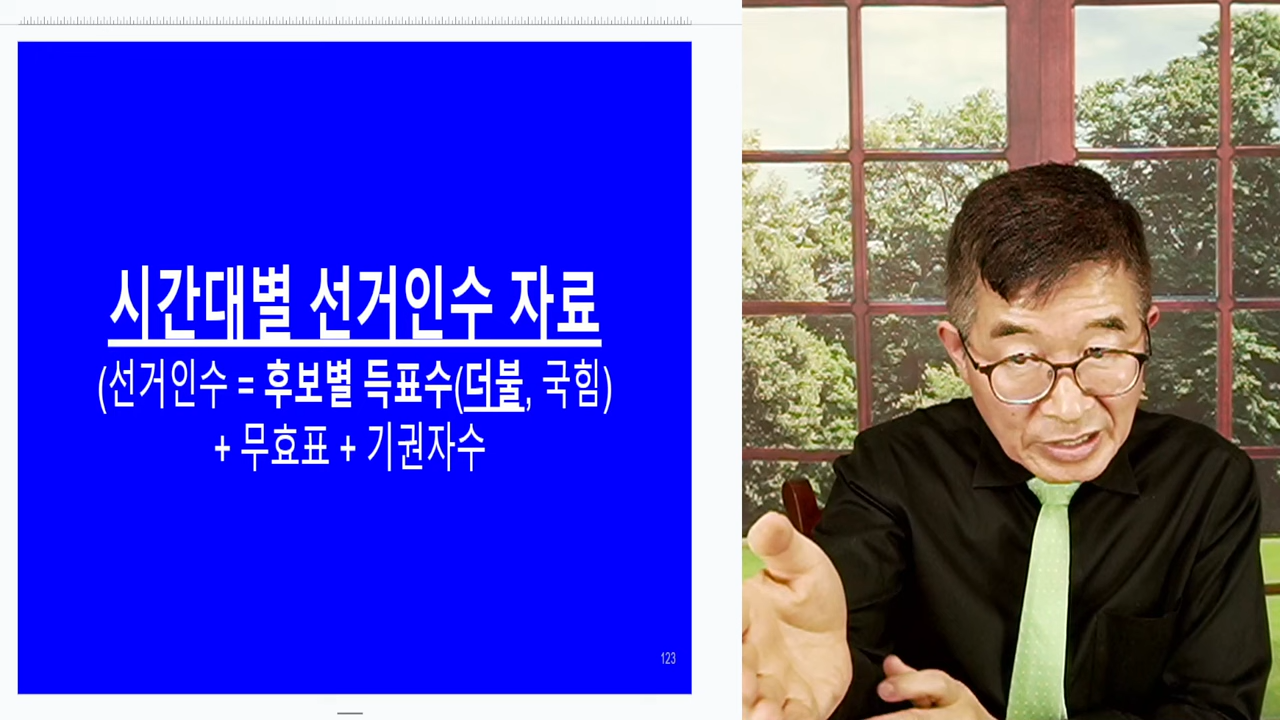 시간대별 선거인수 자료
(선거인수 = 후보별 득표수(더불, 국힘)
+ 무효표 + 기권자수
123